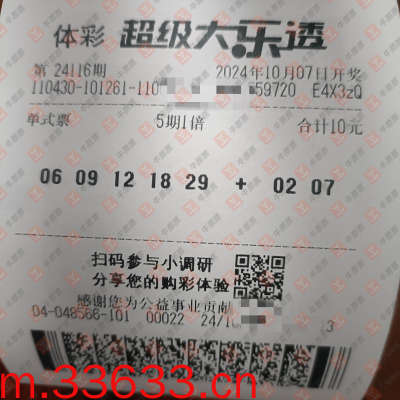 体彩 超级大乐透
第 24116期 2024年10月07日开奖
110430-101261-110 59720 E4X3zQ
单式票 5期1倍 合计10元
06 09 12 18 29 + 02 07
扫码参与小调研
分享您的购彩体验
感谢您为公益事业贡献
04-048566-101 00022 24/10 3
m.33633.cn